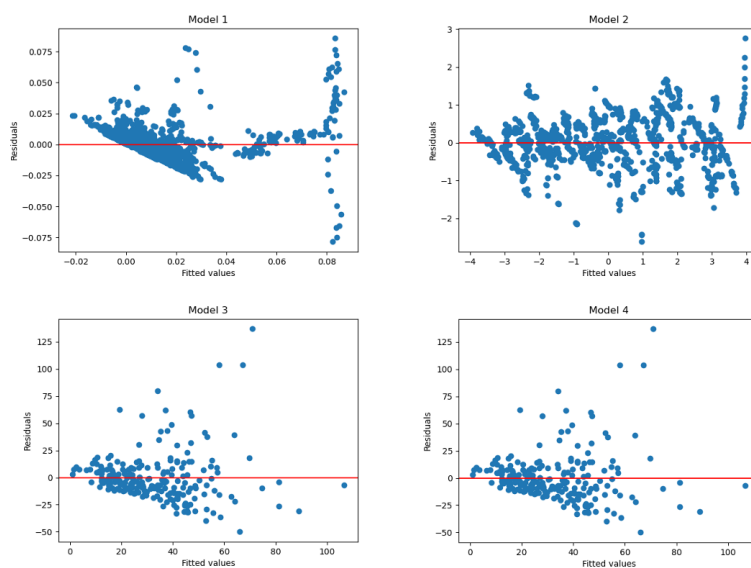 Model 1
0.075
0.050
0.025
0.000
−0.025
−0.050
−0.075
Residuals
−0.02 0.00 0.02 0.04 0.06 0.08
Fitted values
Model 2
3
2
1
0
−1
−2
Residuals
−4 −3 −2 −1 0 1 2 3 4
Fitted values
Model 3
125
100
75
50
25
0
−25
−50
Residuals
0 20 40 60 80 100
Fitted values
Model 4
125
100
75
50
25
0
−25
−50
Residuals
0 20 40 60 80 100
Fitted values